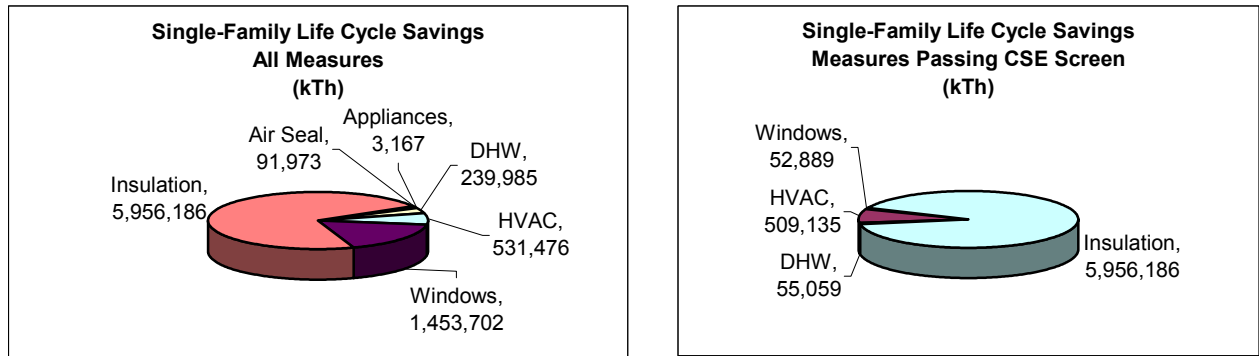 Single-Family Life Cycle Savings
All Measures
(kTh)
Appliances,
3,167
Air Seal,
91,973
DHW,
239,985
Insulation,
5,956,186
HVAC,
531,476
Windows,
1,453,702
Single-Family Life Cycle Savings
Measures Passing CSE Screen
(kTh)
Windows,
52,889
HVAC,
509,135
DHW,
55,059
Insulation,
5,956,186